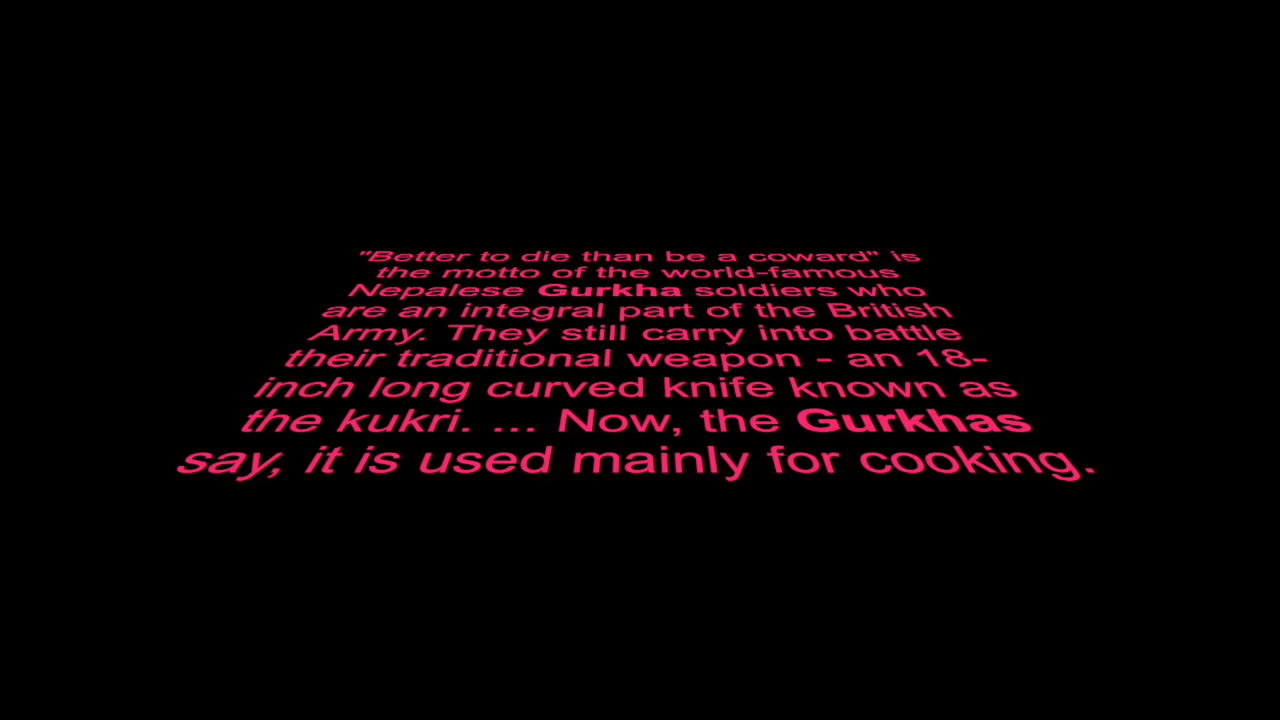 "Better to die than be a coward" is
the motto of the world-famous
Nepalese Gurkha soldiers who
are an integral part of the British
Army. They still carry into battle
their traditional weapon - an 18-
inch long curved knife known as
the kukri. ... Now, the Gurkhas
say, it is used mainly for cooking.